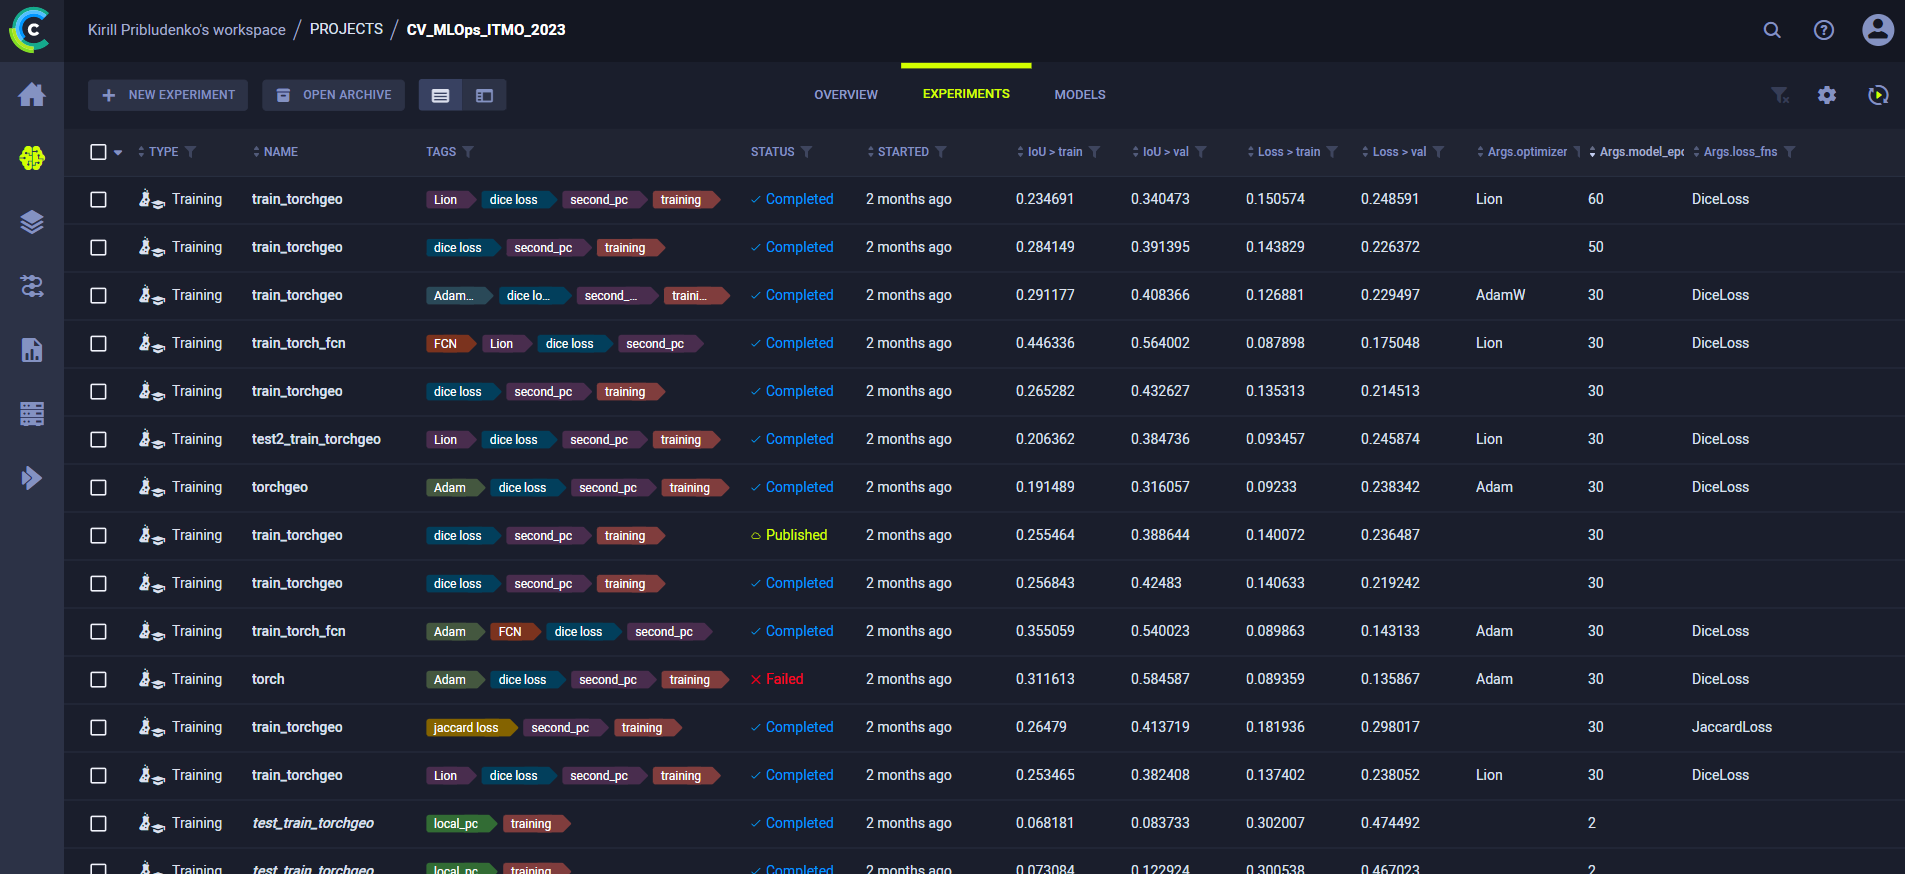 C Kirill Pribludenko's workspace / PROJECTS / CV_MLOps_ITMO_2023 ?
NEW EXPERIMENT OPEN ARCHIVE OVERVIEW EXPERIMENTS MODELS
TYPE NAME TAGS STATUS STARTED IoU > train IoU > val Loss > train Loss > val Args.optimizer Args.model_epo Args.loss_fns
Training train_torchgeo Lion dice loss second_pc training Completed 2 months ago 0.234691 0.340473 0.150574 0.248591 Lion 60 DiceLoss
Training train_torchgeo dice loss second_pc training Completed 2 months ago 0.284149 0.391395 0.143829 0.226372 50
Training train_torchgeo Adam... dice lo... second_... traini... Completed 2 months ago 0.291177 0.408366 0.126881 0.229497 AdamW 30 DiceLoss
Training train_torch_fcn FCN Lion dice loss second_pc Completed 2 months ago 0.446336 0.564002 0.087898 0.175048 Lion 30 DiceLoss
Training train_torchgeo dice loss second_pc training Completed 2 months ago 0.265282 0.432627 0.135313 0.214513 30
Training test2_train_torchgeo Lion dice loss second_pc training Completed 2 months ago 0.206362 0.384736 0.093457 0.245874 Lion 30 DiceLoss
Training torchgeo Adam dice loss second_pc training Completed 2 months ago 0.191489 0.316057 0.09233 0.238342 Adam 30 DiceLoss
Training train_torchgeo dice loss second_pc training Published 2 months ago 0.255464 0.388644 0.140072 0.236487 30
Training train_torchgeo dice loss second_pc training Completed 2 months ago 0.256843 0.42483 0.140633 0.219242 30
Training train_torch_fcn Adam FCN dice loss second_pc Completed 2 months ago 0.355059 0.540023 0.089863 0.143133 Adam 30 DiceLoss
Training torch Adam dice loss second_pc training Failed 2 months ago 0.311613 0.584587 0.089359 0.135867 Adam 30 DiceLoss
Training train_torchgeo jaccard loss second_pc training Completed 2 months ago 0.26479 0.413719 0.181936 0.298017 30 JaccardLoss
Training train_torchgeo Lion dice loss second_pc training Completed 2 months ago 0.253465 0.382408 0.137402 0.238052 Lion 30 DiceLoss
Training test_train_torchgeo local_pc training Completed 2 months ago 0.068181 0.083733 0.302007 0.474492 2
Training test_train_torchgeo local_pc training Completed 2 months ago 0.073084 0.122924 0.300538 0.467023 2